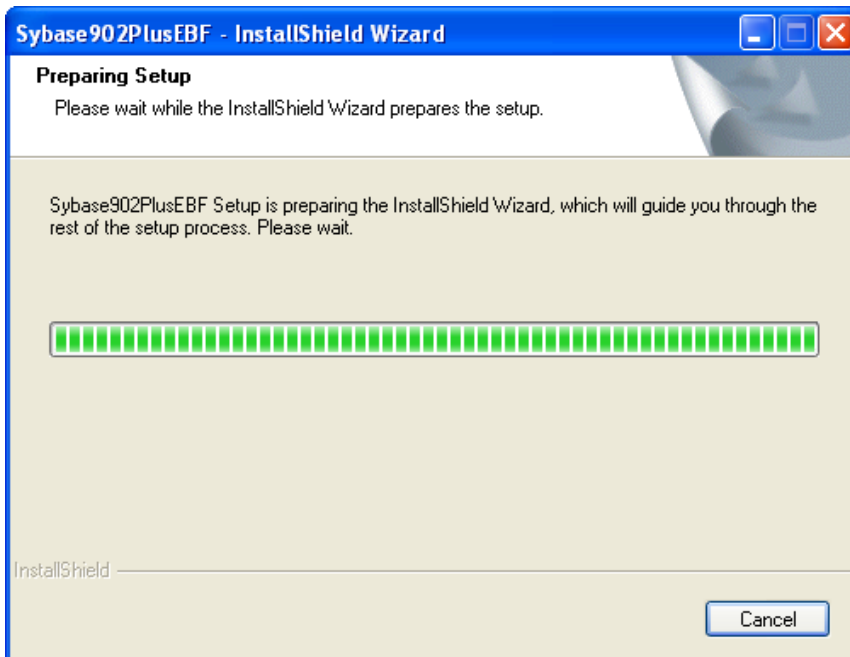 Sybase902PlusEBF - InstallShield Wizard
Preparing Setup
Please wait while the InstallShield Wizard prepares the setup.
Sybase902PlusEBF Setup is preparing the InstallShield Wizard, which will guide you through the
rest of the setup process. Please wait.
InstallShield
Cancel